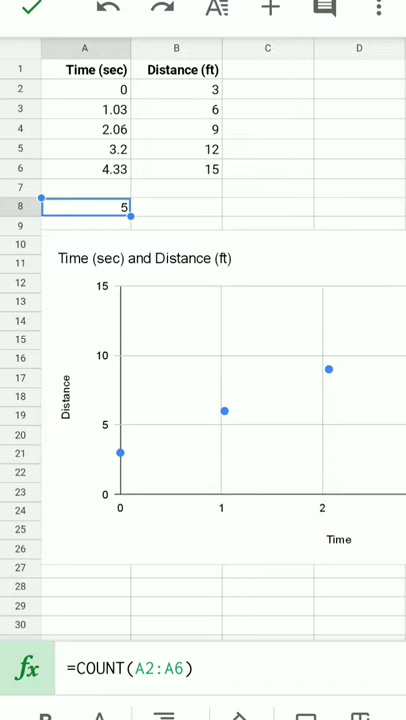 A B C D
1 Time (sec) Distance (ft)
2 0 3
3 1.03 6
4 2.06 9
5 3.2 12
6 4.33 15
7
8 5
9
10
11 Time (sec) and Distance (ft)
12 15
13
14
15
16 10
17
18
19 Distance
20 5
21
22
23 0
24 0 1 2
25
26 Time
27
28
29
30
fx =COUNT(A2:A6)